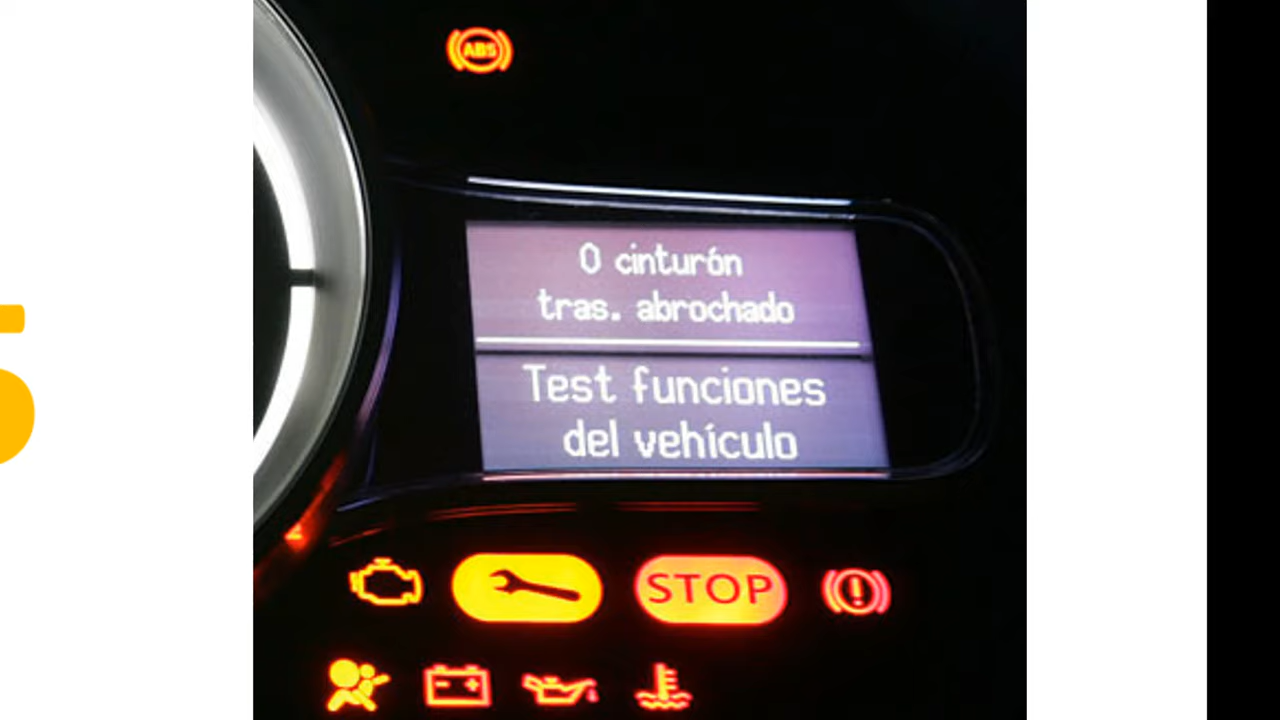 ABS
0 cinturón
tras. abrochado
Test funciones
del vehículo
STOP